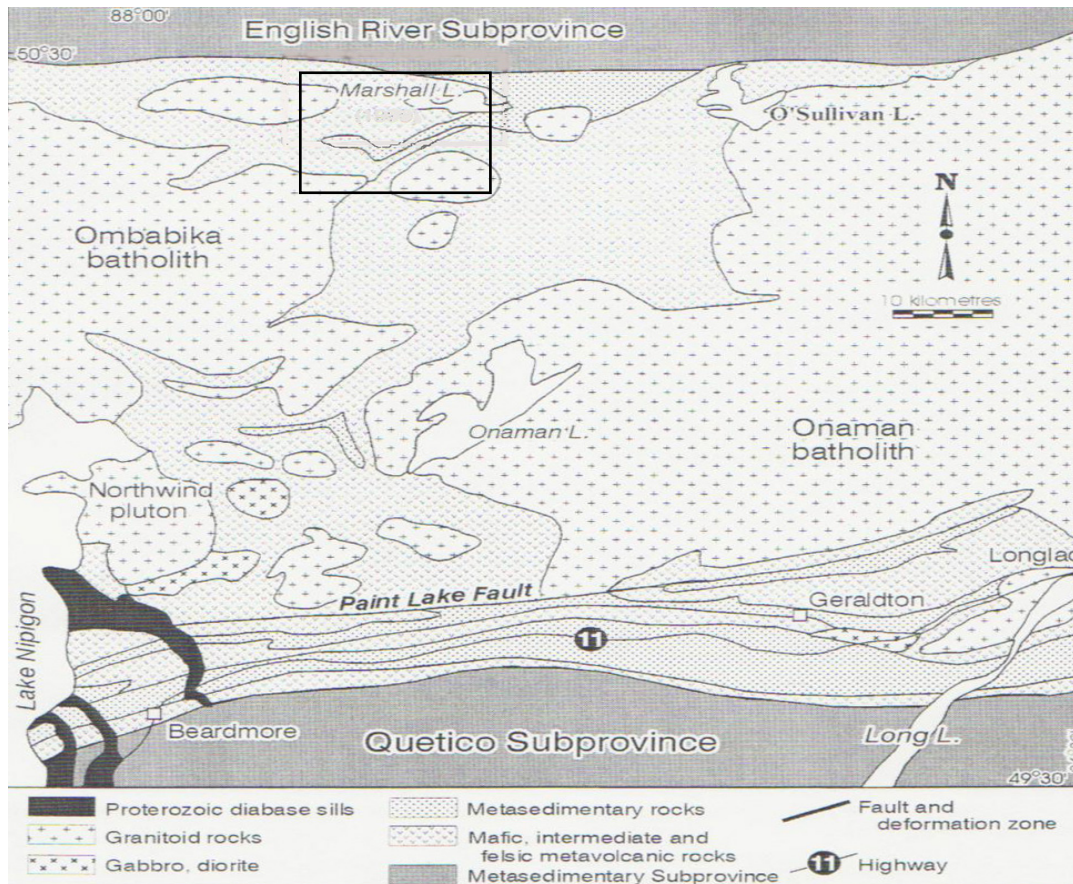 88°00'
English River Subprovince
50°30'
Marshall L.
O'Sullivan L.
N
Ombabika
batholith
10 kilometres
Onaman L.
Onaman
batholith
Northwind
pluton
Longlac
Paint Lake Fault
Geraldton
11
Lake Nipigon
Beardmore
Quetico Subprovince
Long L.
49°30'
Proterozoic diabase sills
Granitoid rocks
Gabbro, diorite
Metasedimentary rocks
Mafic, intermediate and
felsic metavolcanic rocks
Metasedimentary Subprovince
Fault and
deformation zone
11 Highway